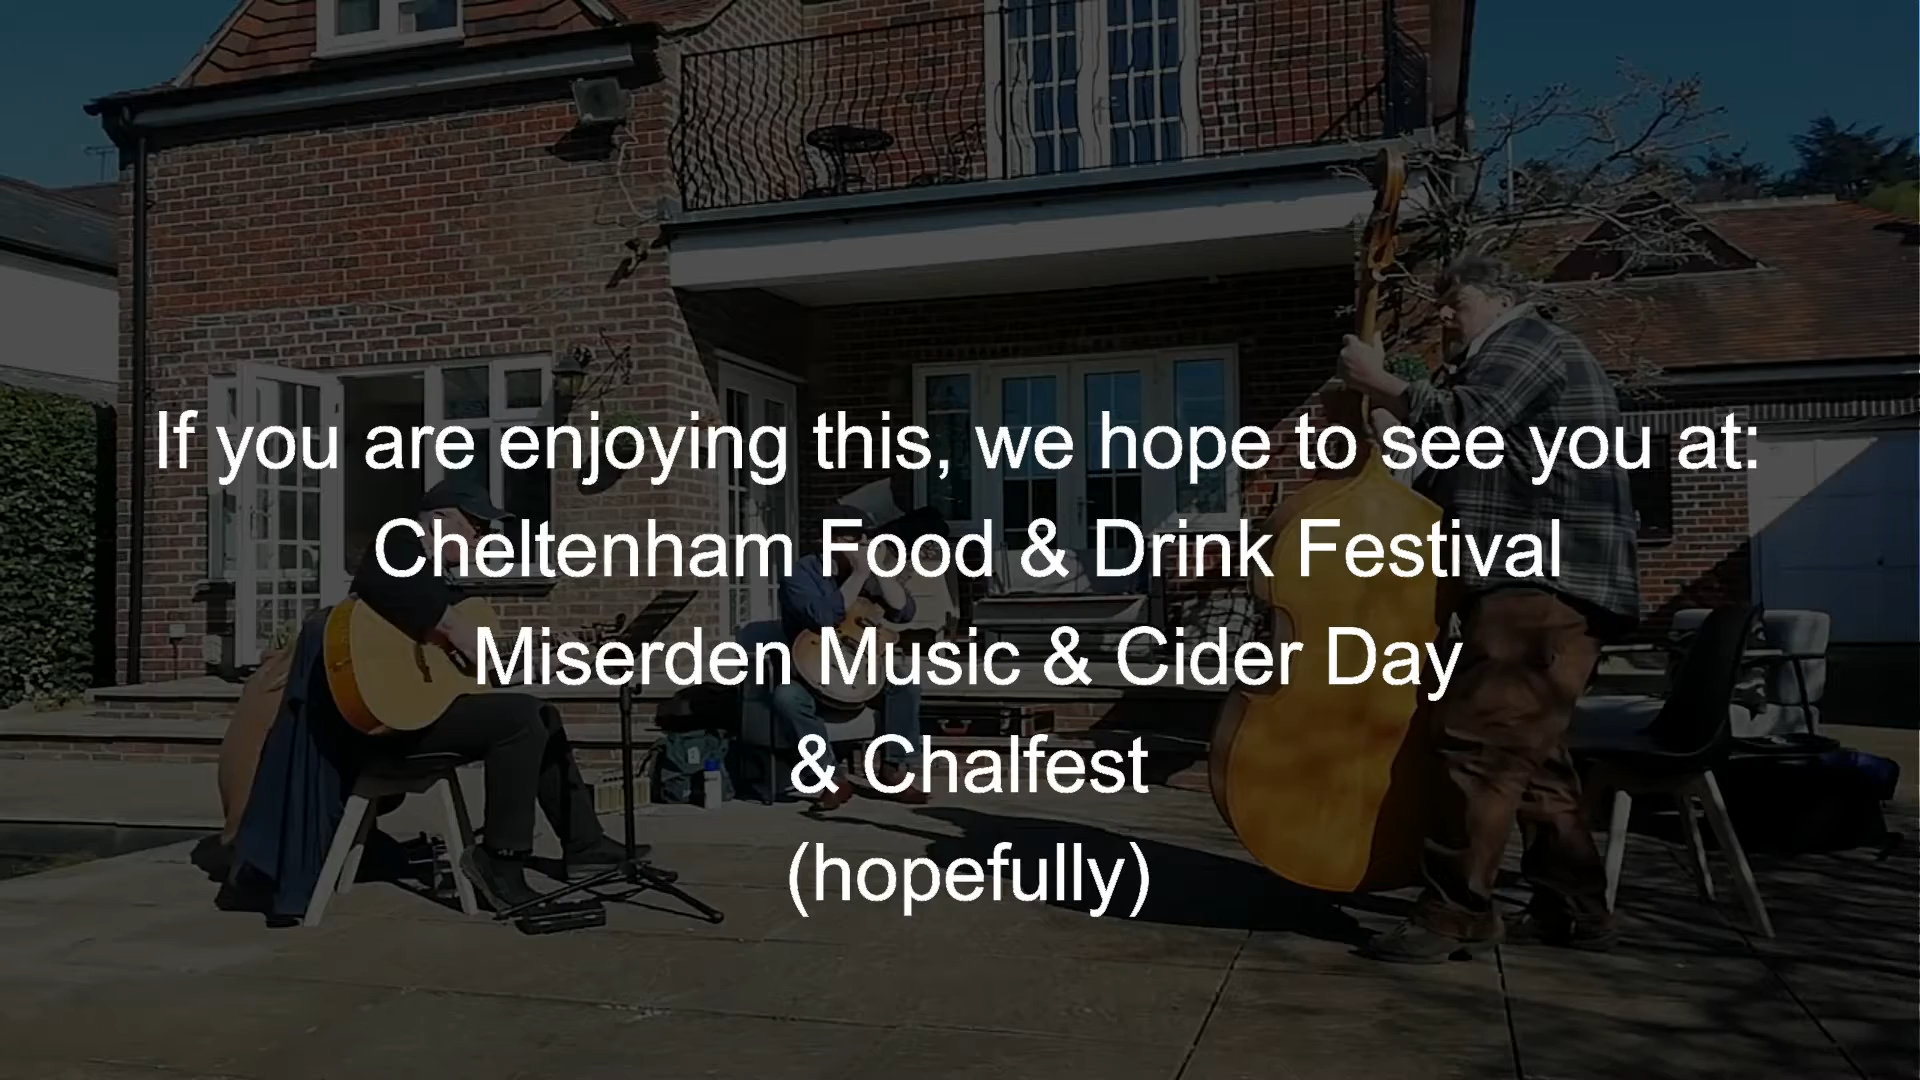 If you are enjoying this, we hope to see you at:
Cheltenham Food & Drink Festival
Miserden Music & Cider Day
& Chalfest
(hopefully)